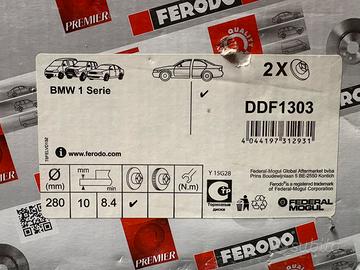 FERODO
PREMIER
BMW 1 Serie
2X
DDF1303
4 044197 312931
www.ferodo.com
Y 15G28
Federal-Mogul Global Aftermarket bvba
Prins Boudewijnlaan 5 BE-2550 Kontich
Ferodo® is a registered trademark
of Federal-Mogul Corporation
Ø (mm)
min
(N.m)
280
10
8.4
Тормозные
диски
FEDERAL
MOGUL
FERODO
PREMIER